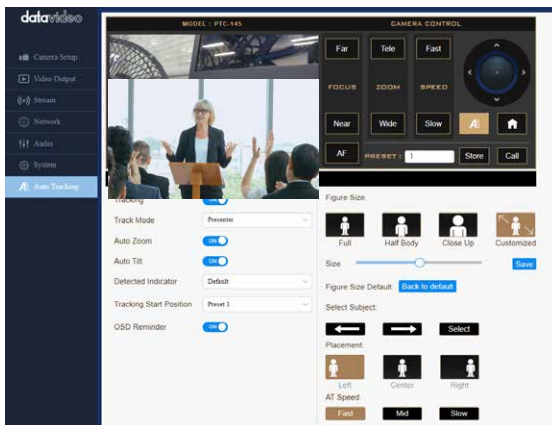 datavideo
MODEL : PTC-145
CAMERA CONTROL
Far
Tele
Fast
FOCUS
ZOOM
SPEED
Near
Wide
Slow
AF
PRESET :
1
Store
Call
Camera Setup
Video Output
Stream
Network
Audio
System
Auto Tracking
Tracking
ON
Track Mode
Presenter
Auto Zoom
ON
Auto Tilt
ON
Detected Indicator
Default
Tracking Start Position
Preset 1
OSD Reminder
ON
Figure Size:
Full
Half Body
Close Up
Customized
Size
Save
Figure Size Default:
Back to default
Select Subject:
Select
Placement:
Left
Center
Right
AT Speed:
Fast
Mid
Slow